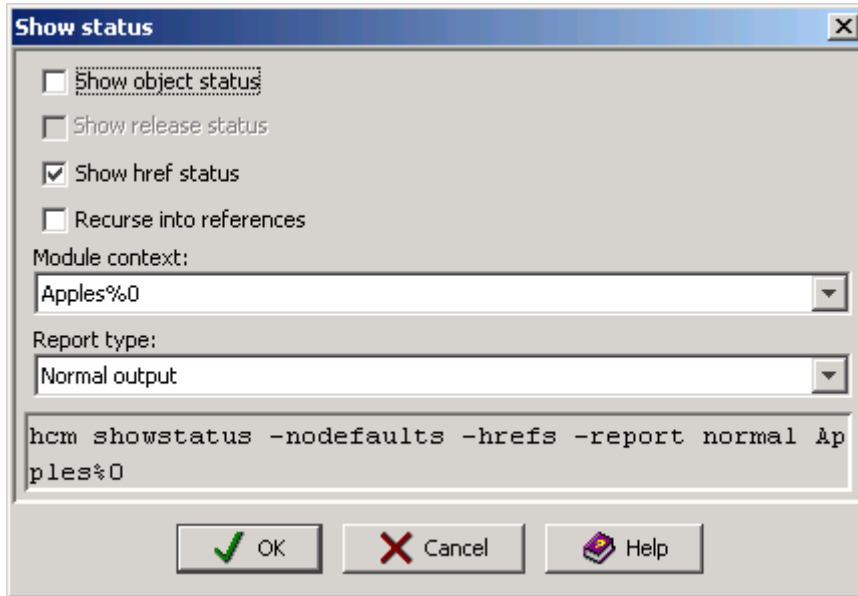 Show status
Show object status
Show release status
Show href status
Recurse into references
Module context:
Apples%0
Report type:
Normal output
hcm showstatus -nodefaults -hrefs -report normal Ap
ples%0
OK Cancel Help